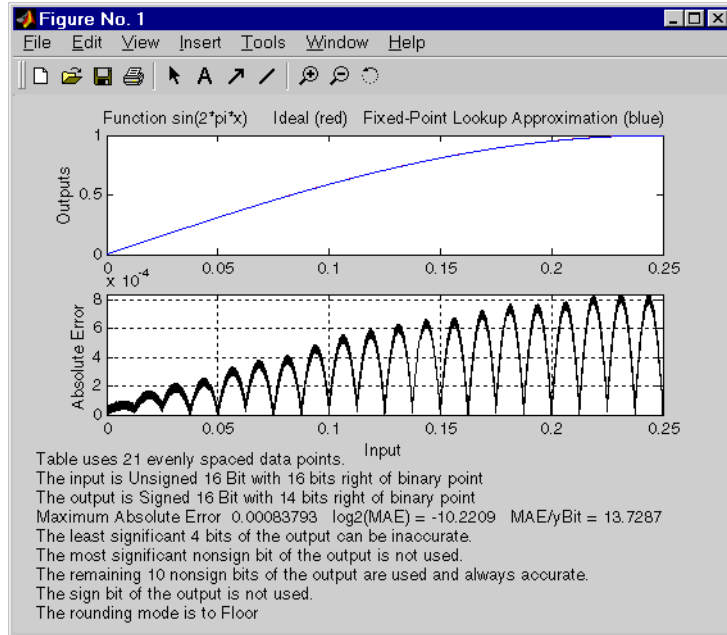 Figure No. 1
File Edit View Insert Tools Window Help
A
Function sin(2*pi*x) Ideal (red) Fixed-Point Lookup Approximation (blue)
1
0.5
0
Outputs
0 0.05 0.1 0.15 0.2 0.25
x 10^-4
8
6
4
2
0
Absolute Error
0 0.05 0.1 0.15 0.2 0.25
Input
Table uses 21 evenly spaced data points.
The input is Unsigned 16 Bit with 16 bits right of binary point
The output is Signed 16 Bit with 14 bits right of binary point
Maximum Absolute Error 0.00083793 log2(MAE) = -10.2209 MAE/yBit = 13.7287
The least significant 4 bits of the output can be inaccurate.
The most significant nonsign bit of the output is not used.
The remaining 10 nonsign bits of the output are used and always accurate.
The sign bit of the output is not used.
The rounding mode is to Floor